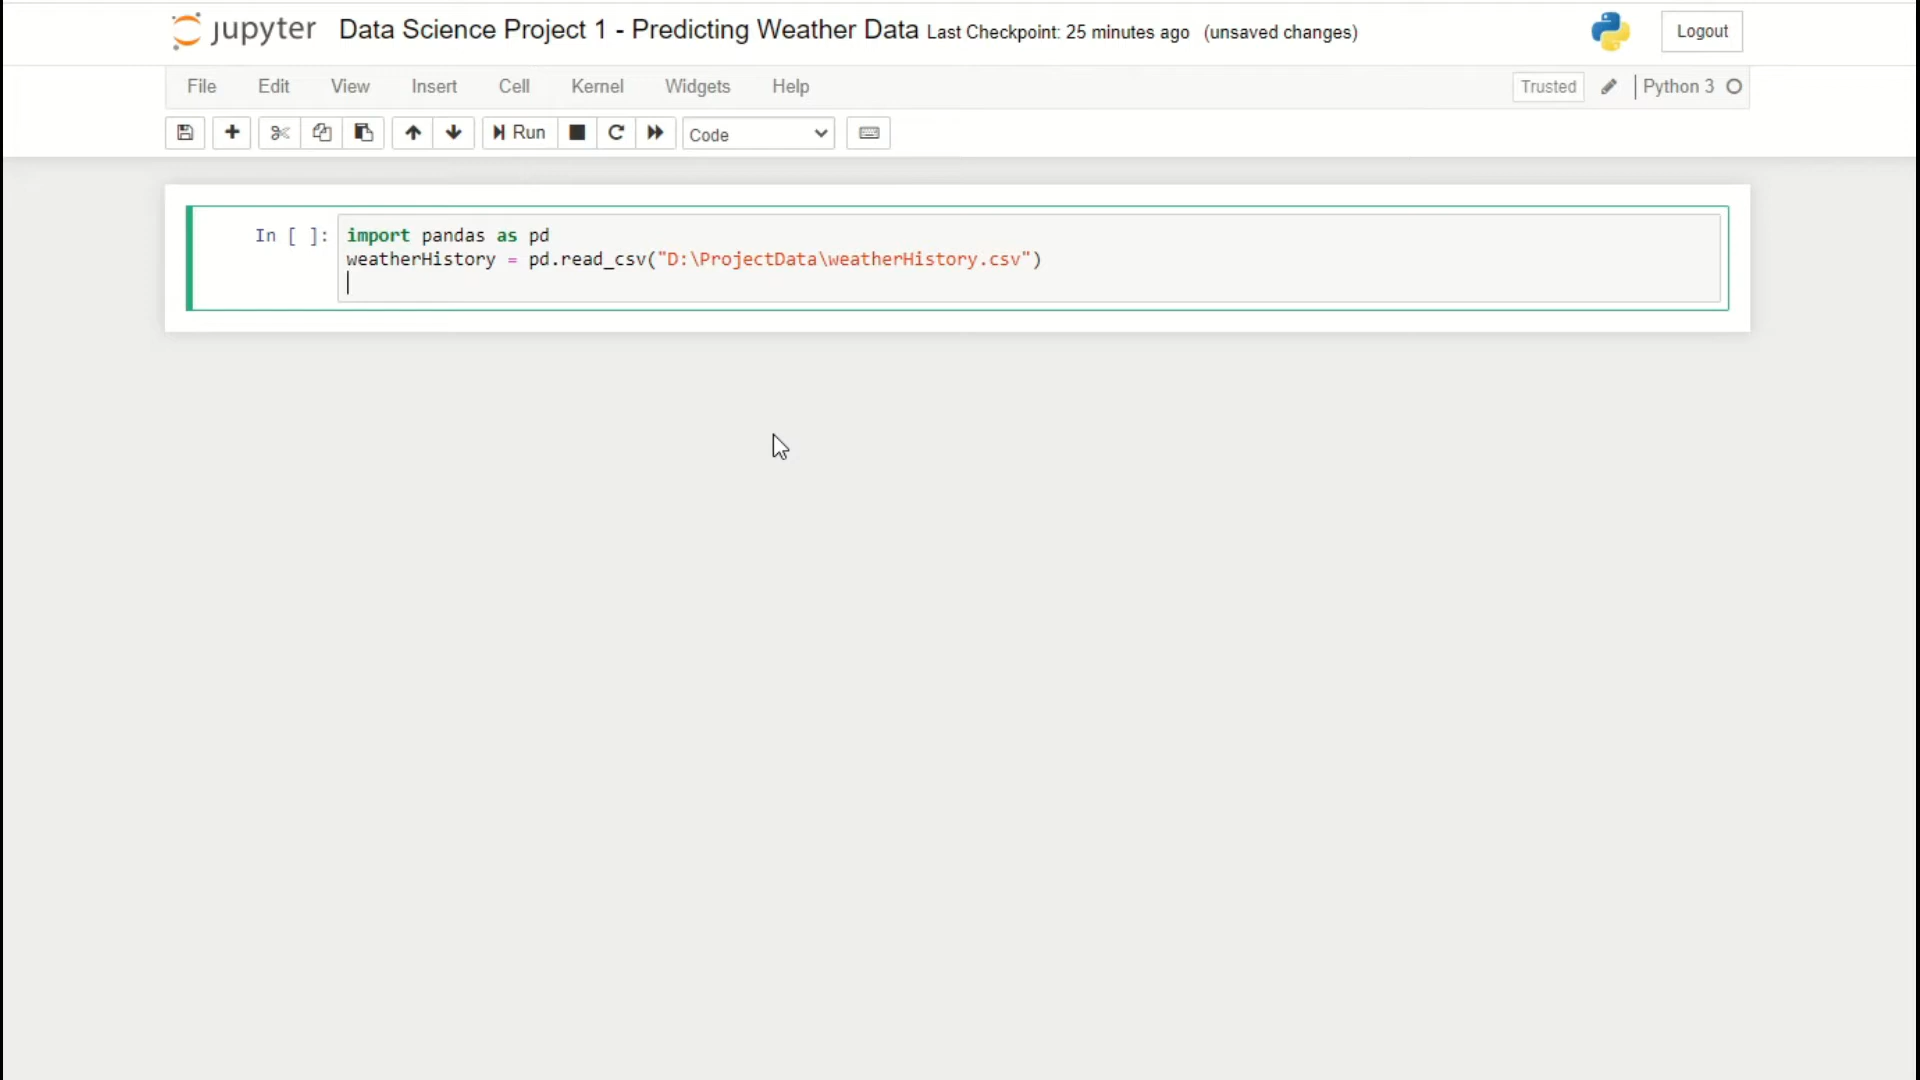 jupyter Data Science Project 1 - Predicting Weather Data Last Checkpoint: 25 minutes ago (unsaved changes) Logout
File Edit View Insert Cell Kernel Widgets Help Trusted Python 3
Run Code
In [ ]: import pandas as pd
weatherHistory = pd.read_csv("D:\ProjectData\weatherHistory.csv")